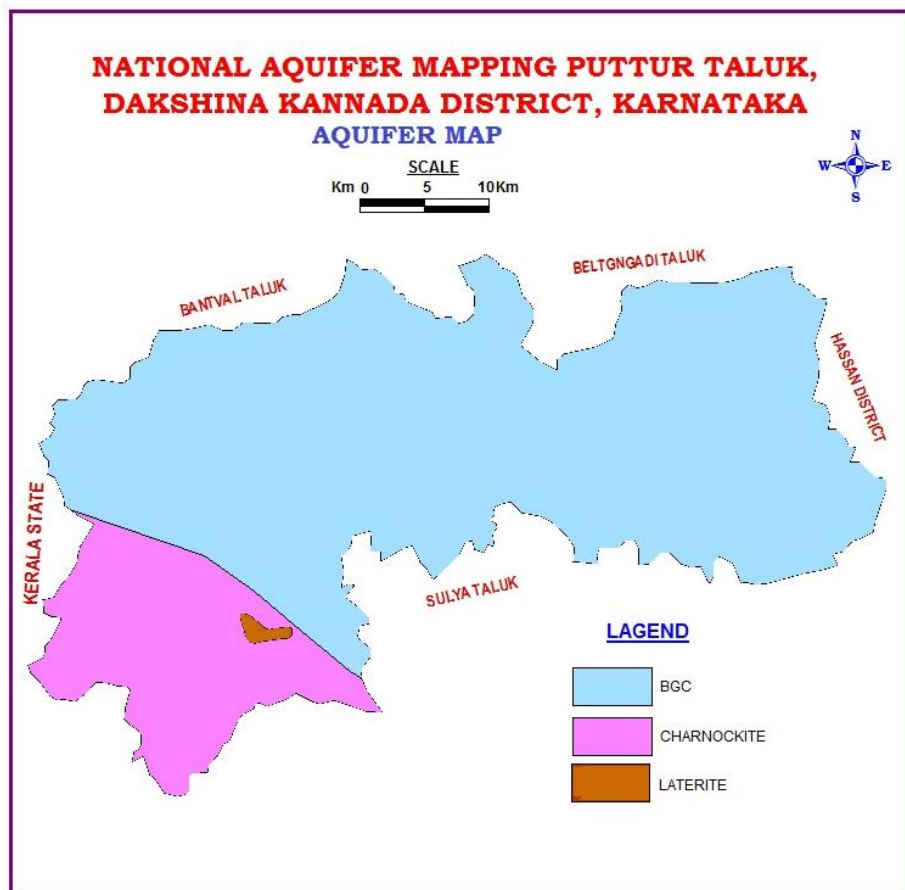 NATIONAL AQUIFER MAPPING PUTTUR TALUK,
DAKSHINA KANNADA DISTRICT, KARNATAKA
AQUIFER MAP
SCALE
Km 0 5 10Km
N
W E
S
BANTVAL TALUK
BELTGNGADI TALUK
HASSAN DISTRICT
KERALA STATE
SULYA TALUK
LAGEND
BGC
CHARNOCKITE
LATERITE